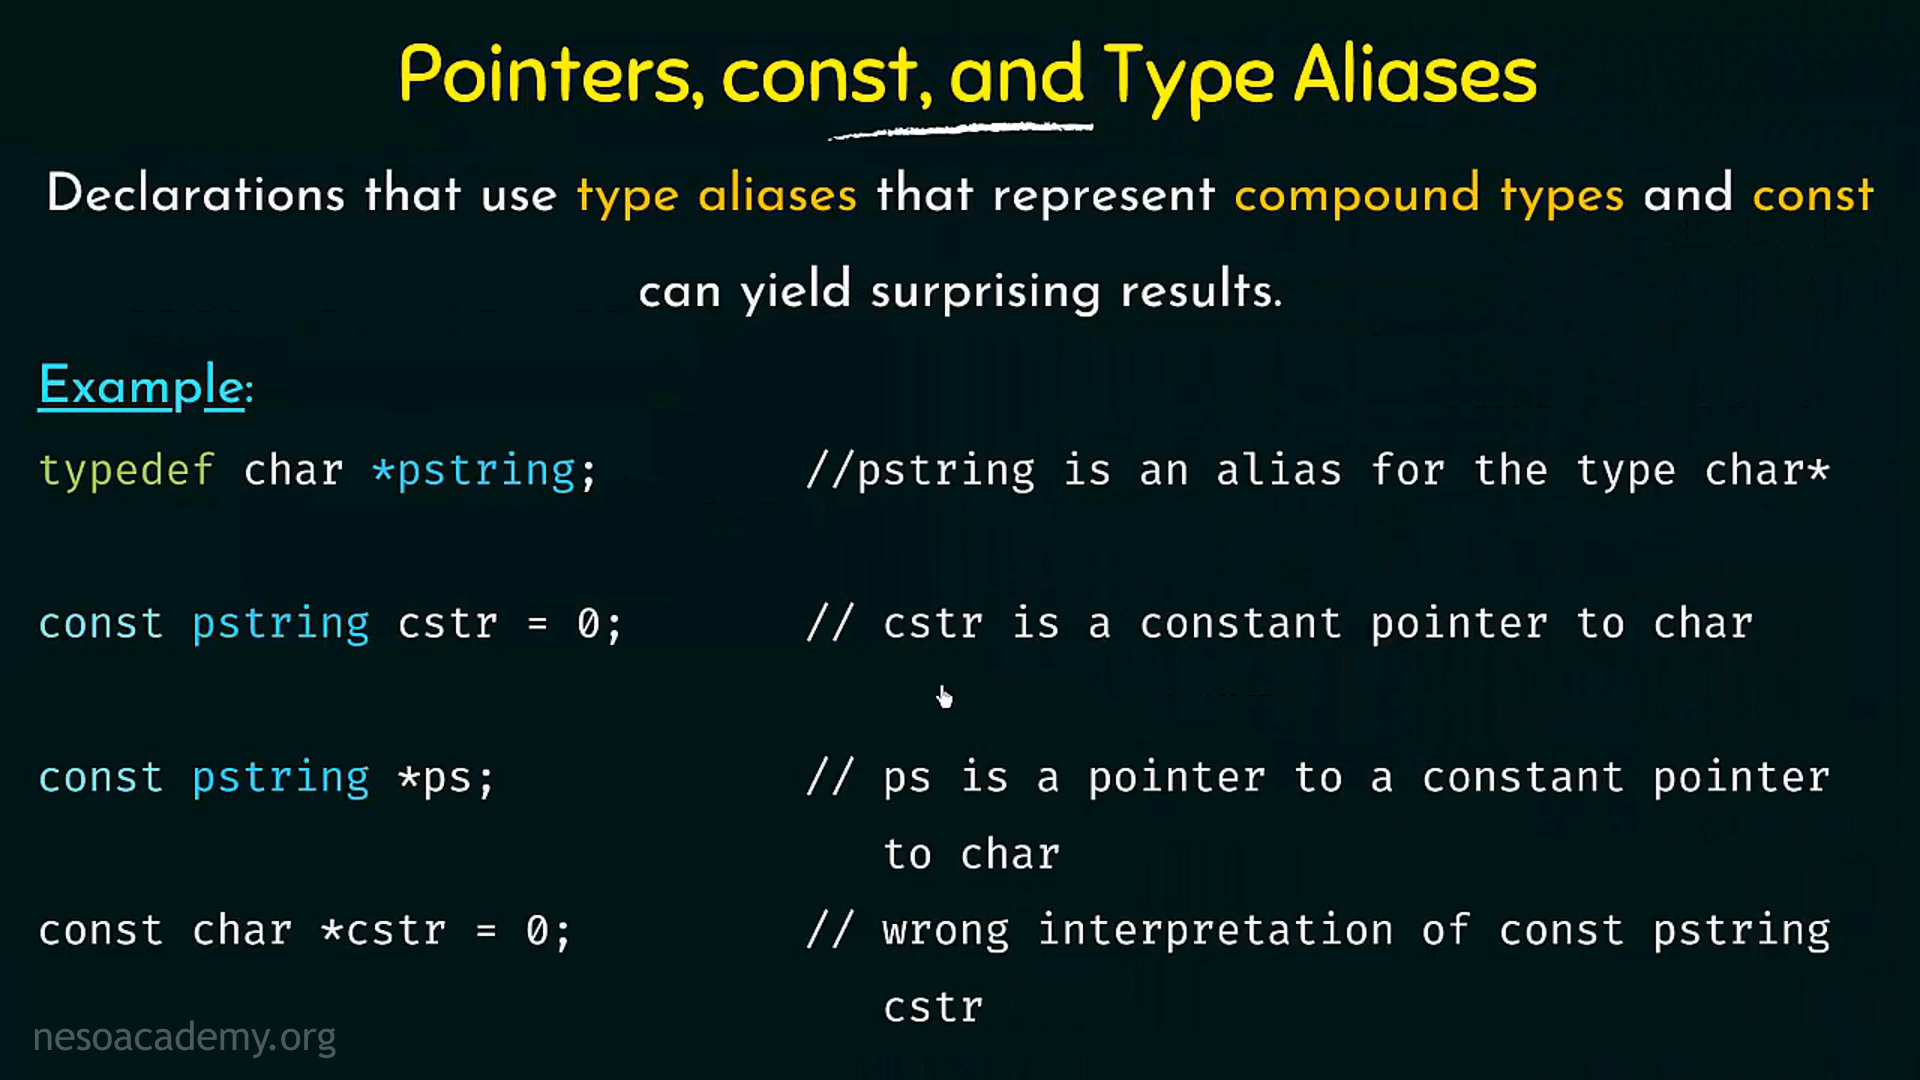 Pointers, const, and Type Aliases
Declarations that use type aliases that represent compound types and const
can yield surprising results.
Example:
typedef char *pstring; //pstring is an alias for the type char*
const pstring cstr = 0; // cstr is a constant pointer to char
const pstring *ps; // ps is a pointer to a constant pointer
to char
const char *cstr = 0; // wrong interpretation of const pstring
cstr
nesoacademy.org